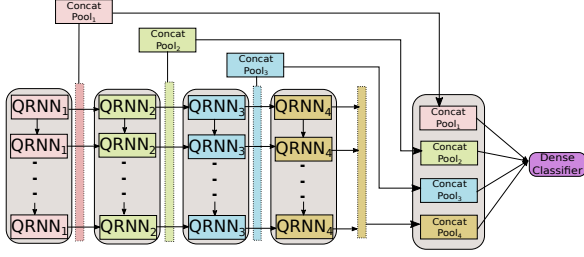 Concat
Pool₁
Concat
Pool₂
Concat
Pool₃
QRNN₁ QRNN₂ QRNN₃ QRNN₄
QRNN₁ QRNN₂ QRNN₃ QRNN₄
QRNN₁ QRNN₂ QRNN₃ QRNN₄
Concat
Pool₁
Concat
Pool₂
Concat
Pool₃
Concat
Pool₄
Dense
Classifier